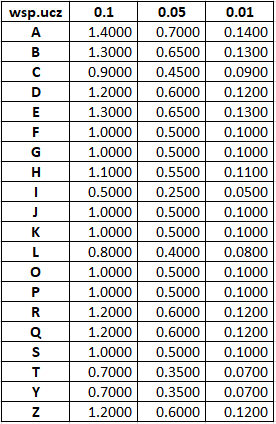 wsp.ucz 0.1 0.05 0.01
A 1.4000 0.7000 0.1400
B 1.3000 0.6500 0.1300
C 0.9000 0.4500 0.0900
D 1.2000 0.6000 0.1200
E 1.3000 0.6500 0.1300
F 1.0000 0.5000 0.1000
G 1.0000 0.5000 0.1000
H 1.1000 0.5500 0.1100
I 0.5000 0.2500 0.0500
J 1.0000 0.5000 0.1000
K 1.0000 0.5000 0.1000
L 0.8000 0.4000 0.0800
O 1.0000 0.5000 0.1000
P 1.0000 0.5000 0.1000
R 1.2000 0.6000 0.1200
Q 1.2000 0.6000 0.1200
S 1.0000 0.5000 0.1000
T 0.7000 0.3500 0.0700
Y 0.7000 0.3500 0.0700
Z 1.2000 0.6000 0.1200